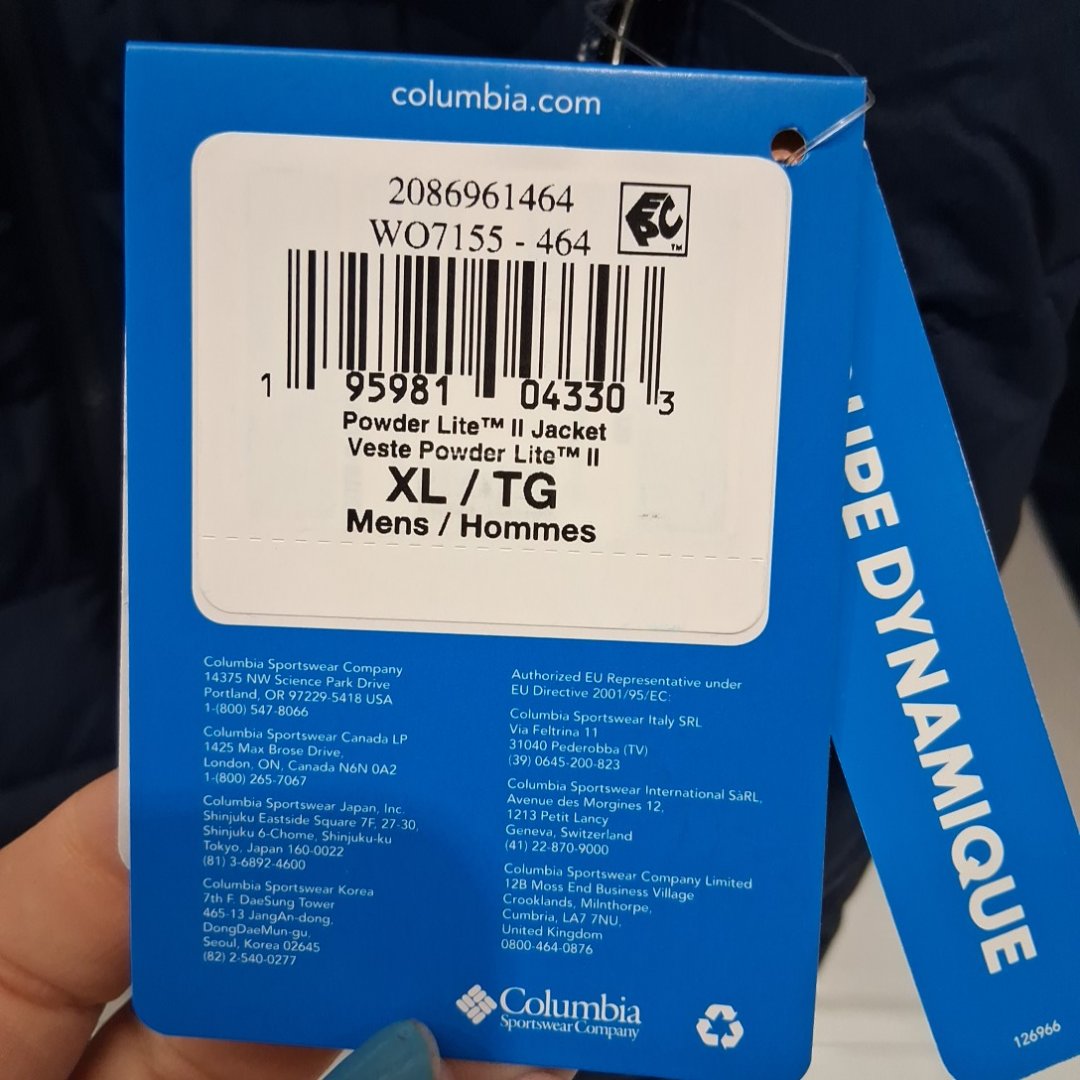 columbia.com
2086961464
WO7155 - 464
EPC™
1 95981 04330 3
Powder Lite™ II Jacket
Veste Powder Lite™ II
XL / TG
Mens / Hommes
Columbia Sportswear Company
14375 NW Science Park Drive
Portland, OR 97229-5418 USA
1-(800) 547-8066
Columbia Sportswear Canada LP
1425 Max Brose Drive,
London, ON, Canada N6N 0A2
1-(800) 265-7067
Columbia Sportswear Japan, Inc.
Shinjuku Eastside Square 7F, 27-30,
Shinjuku 6-Chome, Shinjuku-ku
Tokyo, Japan 160-0022
(81) 3-6892-4600
Columbia Sportswear Korea
7th F. DaeSung Tower
465-13 JangAn-dong,
DongDaeMun-gu,
Seoul, Korea 02645
(82) 2-540-0277
Authorized EU Representative under
EU Directive 2001/95/EC:
Columbia Sportswear Italy SRL
Via Feltrina 11
31040 Pederobba (TV)
(39) 0645-200-823
Columbia Sportswear International SàRL,
Avenue des Morgines 12,
1213 Petit Lancy
Geneva, Switzerland
(41) 22-870-9000
Columbia Sportswear Company Limited
12B Moss End Business Village
Crooklands, Milnthorpe,
Cumbria, LA7 7NU,
United Kingdom
0800-464-0876
Columbia
Sportswear Company
DYNAMIQUE
126966